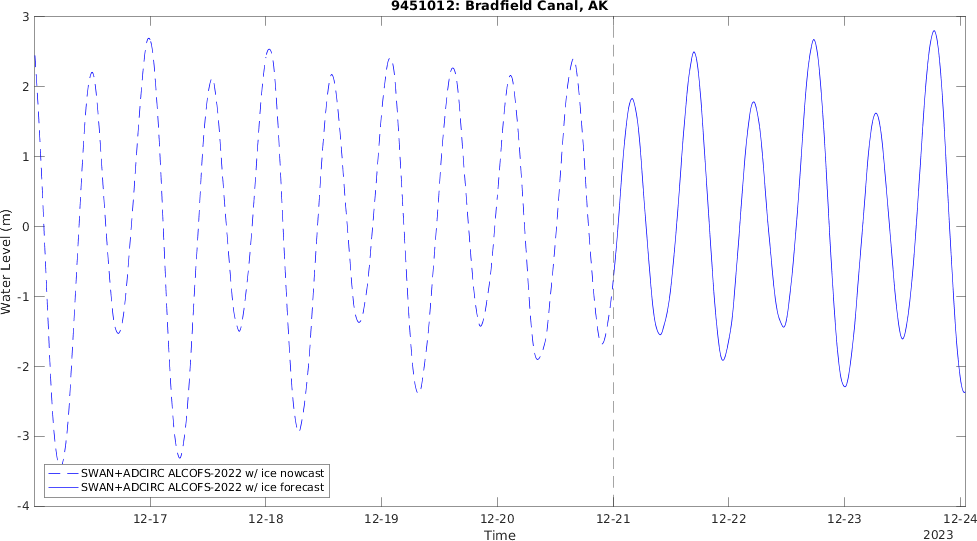 9451012: Bradfield Canal, AK
3
2
1
0
-1
-2
-3
-4
Water Level (m)
SWAN+ADCIRC ALCOFS-2022 w/ ice nowcast
SWAN+ADCIRC ALCOFS-2022 w/ ice forecast
12-17 12-18 12-19 12-20 12-21 12-22 12-23 12-24
Time
2023